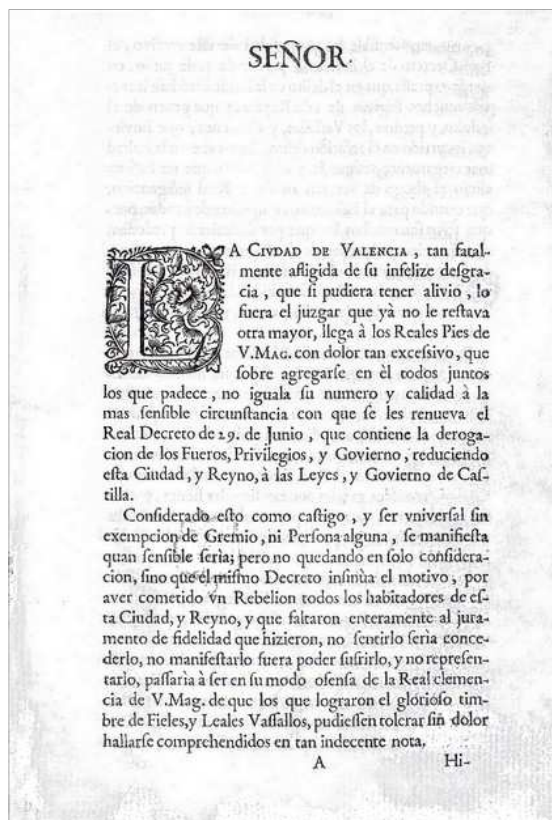 SEÑOR.
LA CIVDAD DE VALENCIA, tan fatal-
mente afligida de ſu infelize deſgra-
cia, que ſi pudiera tener alivio, lo
fuera el juzgar que yà no le reſtava
otra mayor, llega à los Reales Pies de
V.MAG. con dolor tan exceſsivo, que
ſobre agregarſe en èl todos juntos
los que padece, no iguala ſu numero y calidad à la
mas ſenſible circunſtancia con que ſe les renueva el
Real Decreto de 29. de Junio, que contiene la deroga-
cion de los Fueros, Privilegios, y Govierno, reduciendo
eſta Ciudad, y Reyno, à las Leyes, y Govierno de Caſ-
tilla.
Conſiderado eſto como caſtigo, y ſer vniverſal ſin
exempcion de Gremio, ni Perſona alguna, ſe manifieſta
quan ſenſible ſeria; pero no quedando en ſolo conſidera-
cion, ſino que el miſmo Decreto inſinùa el motivo, por
aver cometido vn Rebelion todos los habitadores de eſ-
ta Ciudad, y Reyno, y que faltaron enteramente al jura-
mento de fidelidad que hizieron, no ſentirlo ſerìa conce-
derlo, no manifeſtarlo fuera poder ſufrirlo, y no repreſen-
tarlo, paſſarìa à ſer en ſu modo ofenſa de la Real clemen-
cia de V.Mag. de que los que lograron el glorioſo tim-
bre de Fieles, y Leales Vaſſallos, pudieſſen tolerar ſin dolor
hallarſe comprehendidos en tan indecente nota.
A Hi-